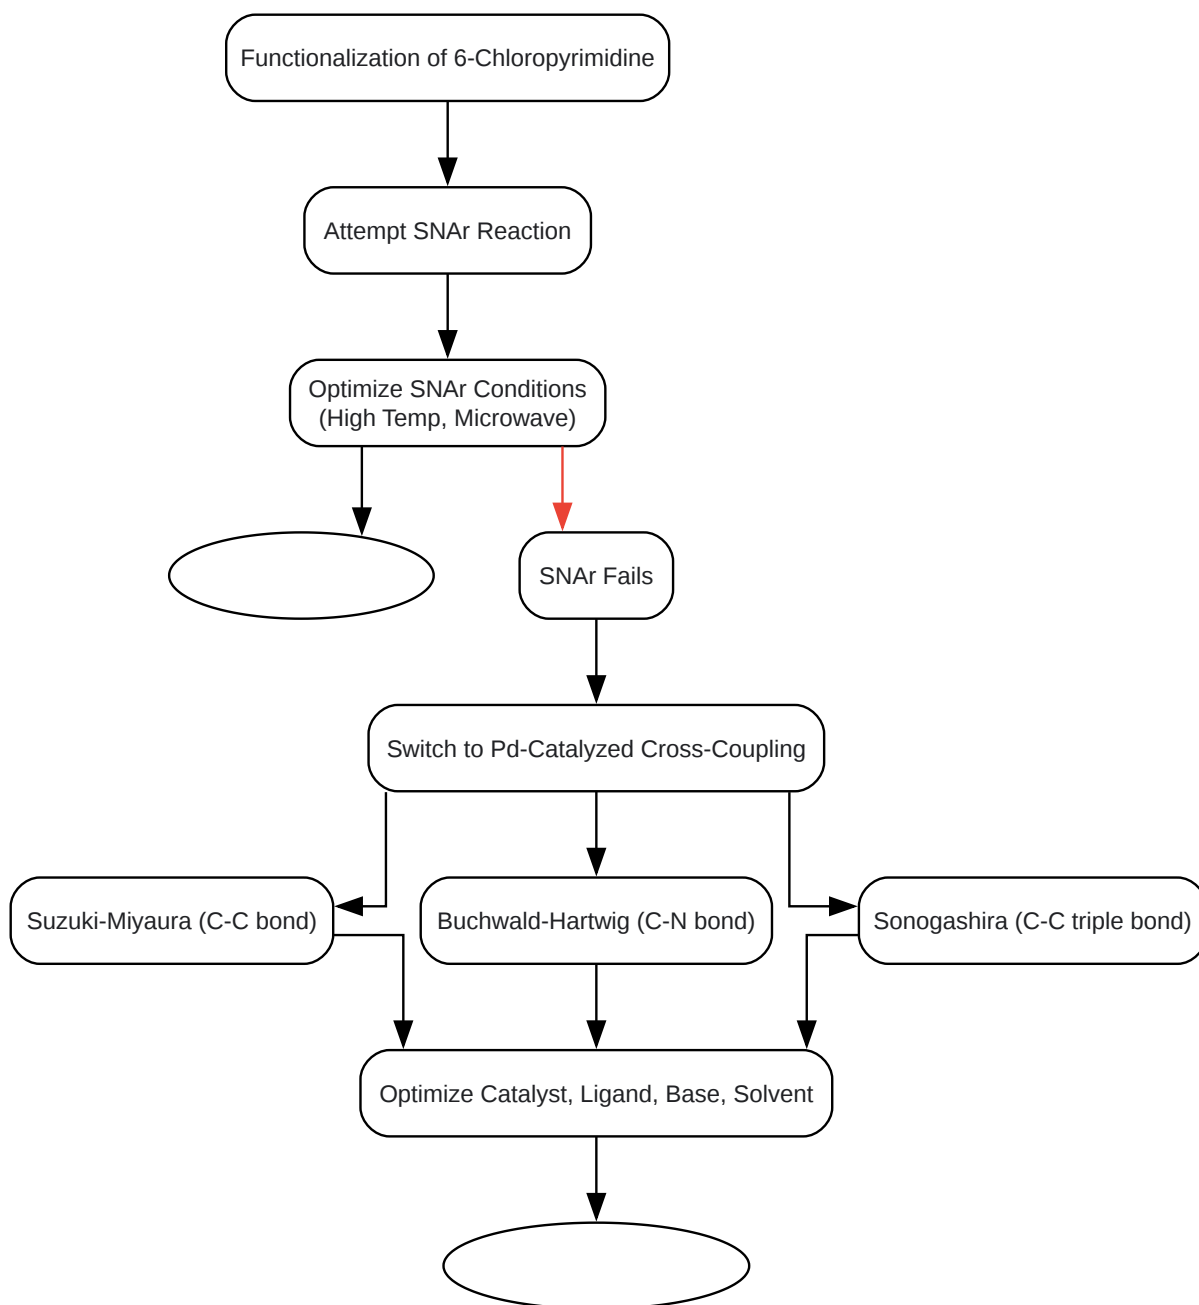 Functionalization of 6-Chloropyrimidine
Attempt SNAr Reaction
Optimize SNAr Conditions
(High Temp, Microwave)
SNAr Fails
Switch to Pd-Catalyzed Cross-Coupling
Suzuki-Miyaura (C-C bond)
Buchwald-Hartwig (C-N bond)
Sonogashira (C-C triple bond)
Optimize Catalyst, Ligand, Base, Solvent